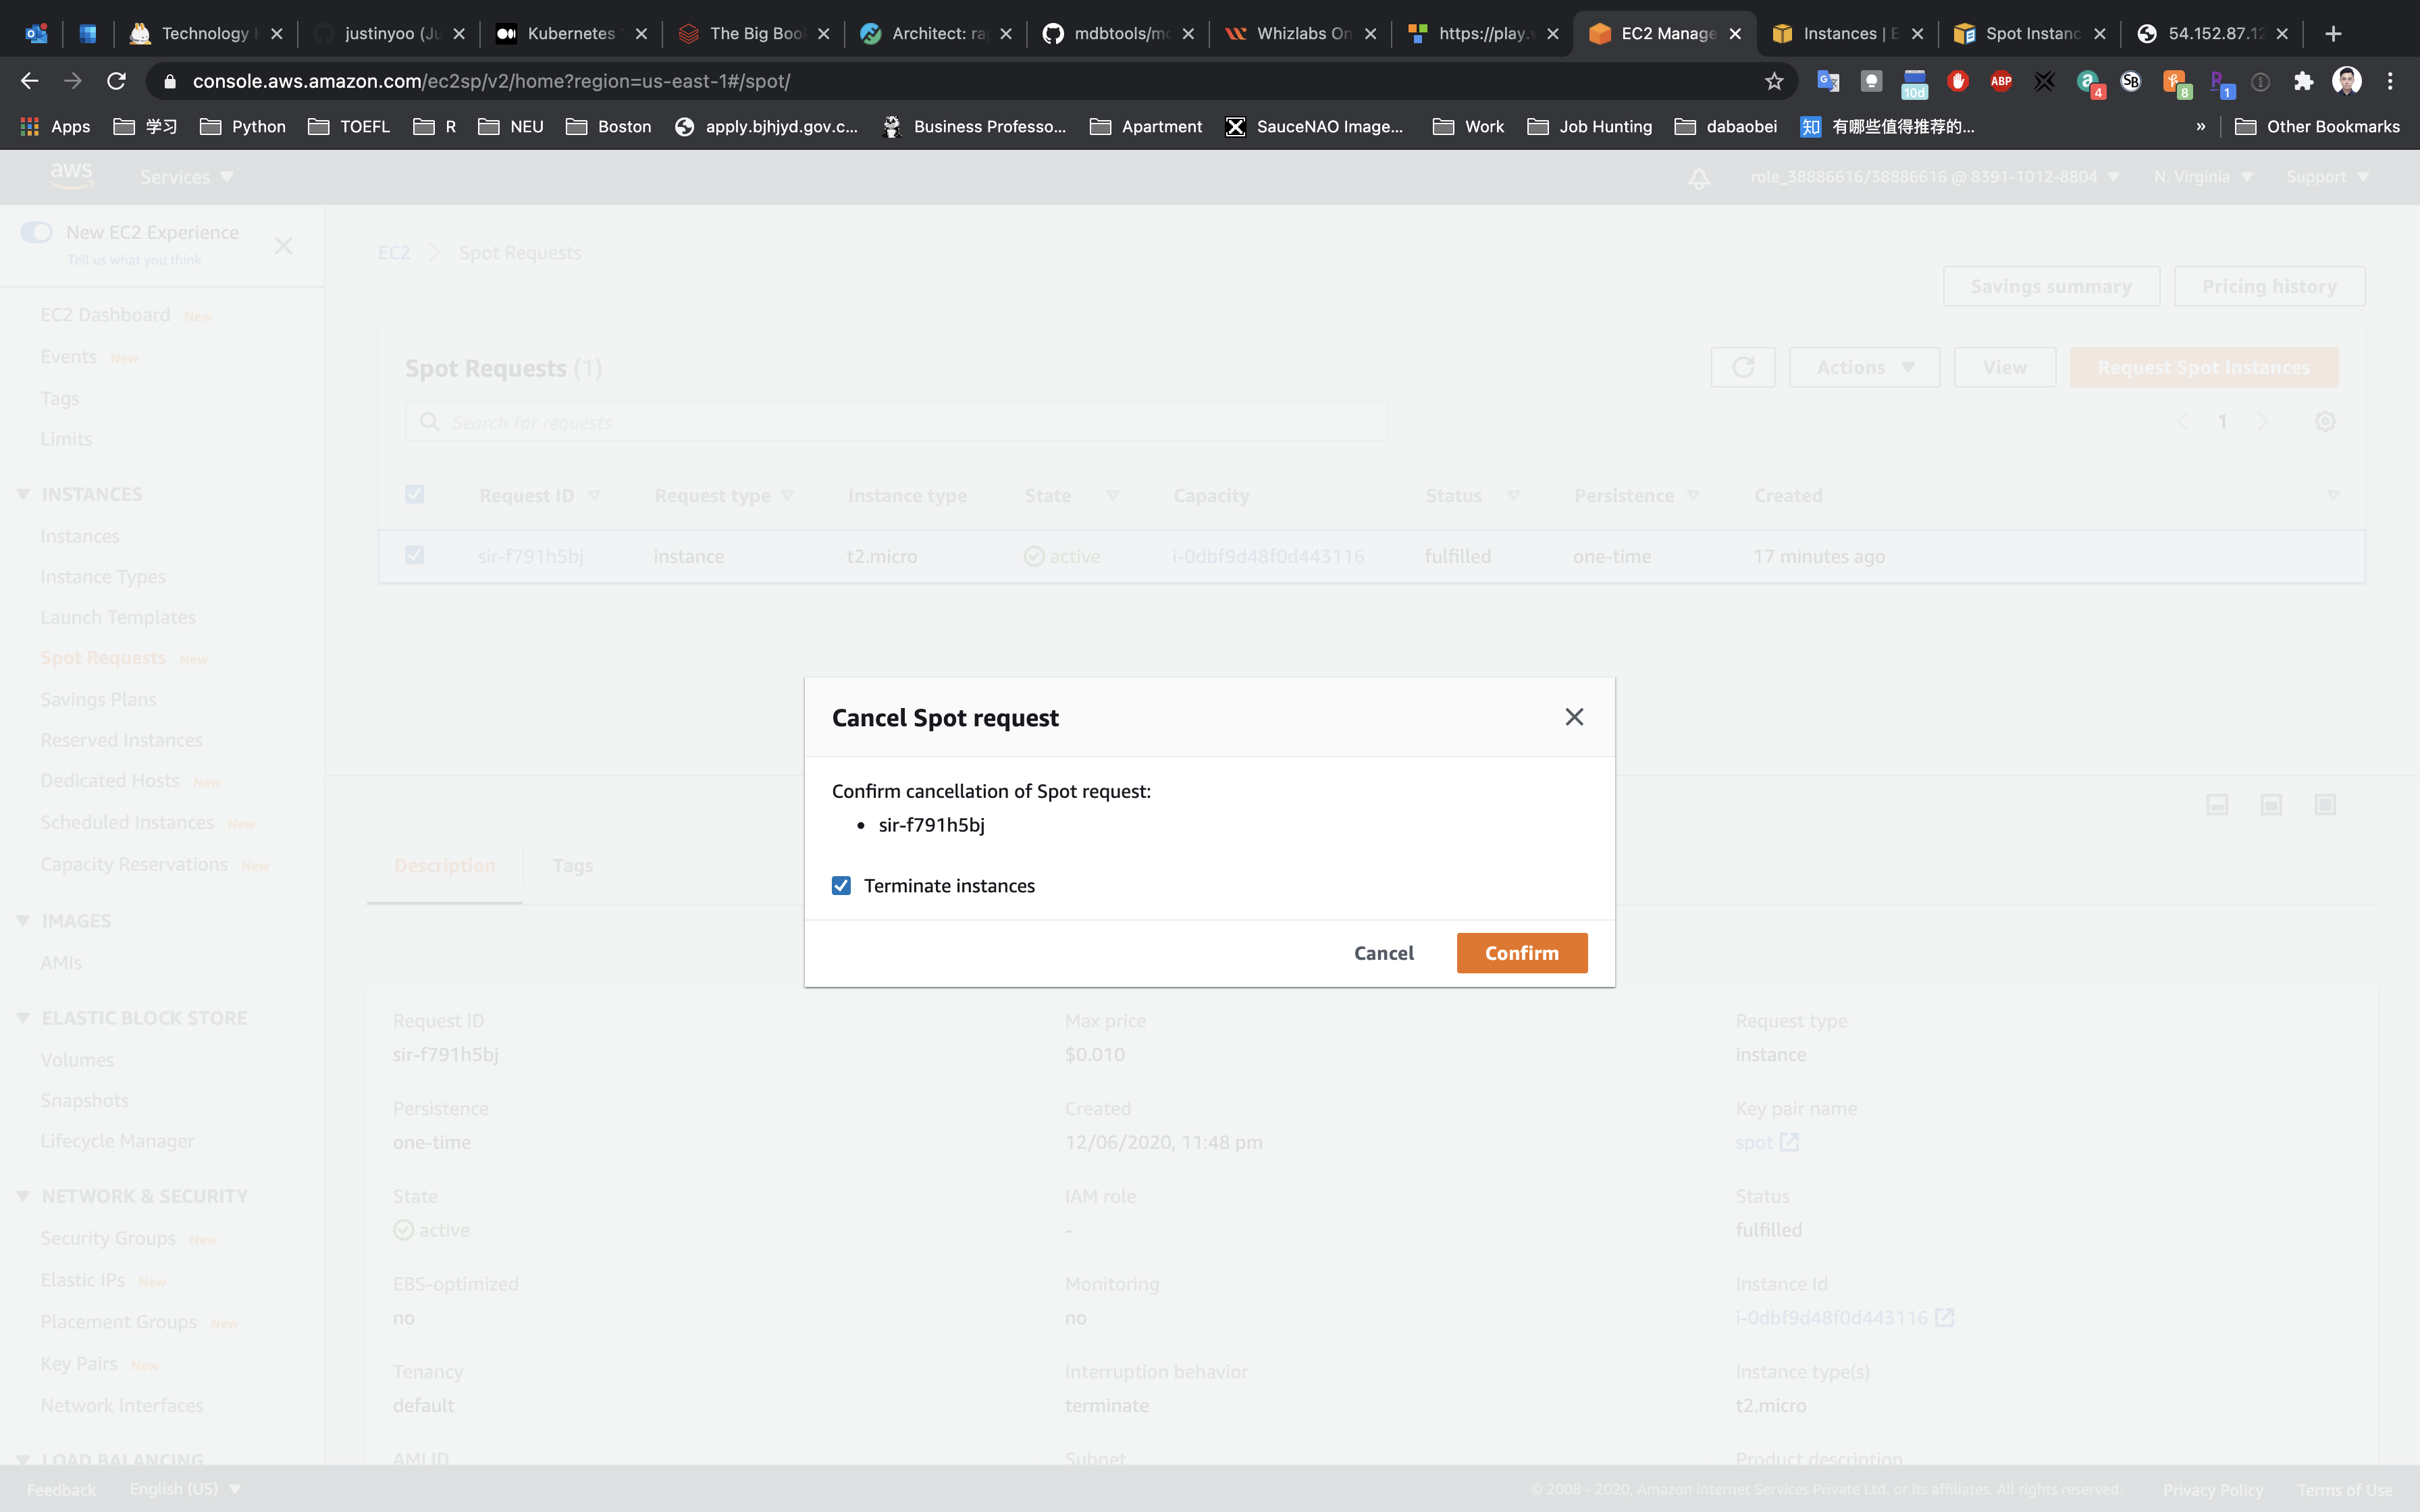 Technology
justinyoo (Ju
Kubernetes
The Big Boo
Architect: ra
mdbtools/mo
Whizlabs On
https://play.
EC2 Manage
Instances | E
Spot Instanc
54.152.87.12
console.aws.amazon.com/ec2sp/v2/home?region=us-east-1#/spot/
10d
ABP
4
SB
8
1
Apps
学习
Python
TOEFL
R
NEU
Boston
apply.bjhjyd.gov.c...
Business Professo...
Apartment
SauceNAO Image...
Work
Job Hunting
dabaobei
知 有哪些值得推荐的...
»
Other Bookmarks
aws
Services
role_38886616/38886616 @ 8391-1012-8804
N. Virginia
Support
New EC2 Experience
Tell us what you think
EC2 Dashboard New
Events New
Tags
Limits
INSTANCES
Instances
Instance Types
Launch Templates
Spot Requests New
Savings Plans
Reserved Instances
Dedicated Hosts New
Scheduled Instances New
Capacity Reservations New
IMAGES
AMIs
ELASTIC BLOCK STORE
Volumes
Snapshots
Lifecycle Manager
NETWORK & SECURITY
Security Groups New
Elastic IPs New
Placement Groups New
Key Pairs New
Network Interfaces
LOAD BALANCING
EC2 > Spot Requests
Savings summary
Pricing history
Spot Requests (1)
Actions
View
Request Spot Instances
Search for requests
1
Request ID Request type Instance type State Capacity Status Persistence Created
sir-f791h5bj instance t2.micro active i-0dbf9d48f0d443116 fulfilled one-time 17 minutes ago
Cancel Spot request
Confirm cancellation of Spot request:
• sir-f791h5bj
Terminate instances
Cancel
Confirm
Description
Tags
Request ID
sir-f791h5bj
Max price
$0.010
Request type
instance
Persistence
one-time
Created
12/06/2020, 11:48 pm
Key pair name
spot
State
active
IAM role
-
Status
fulfilled
EBS-optimized
no
Monitoring
no
Instance Id
i-0dbf9d48f0d443116
Tenancy
default
Interruption behavior
terminate
Instance type(s)
t2.micro
AMI ID
Subnet
Product description
Feedback
English (US)
© 2008 - 2020, Amazon Internet Services Private Ltd. or its affiliates. All rights reserved.
Privacy Policy
Terms of Use